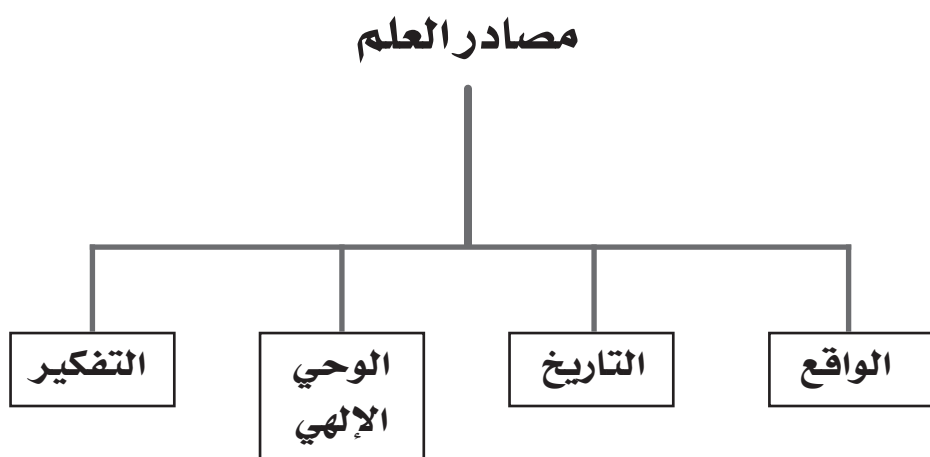 مصادر العلم
الواقع
التاريخ
الوحي
الإلهي
التفكير